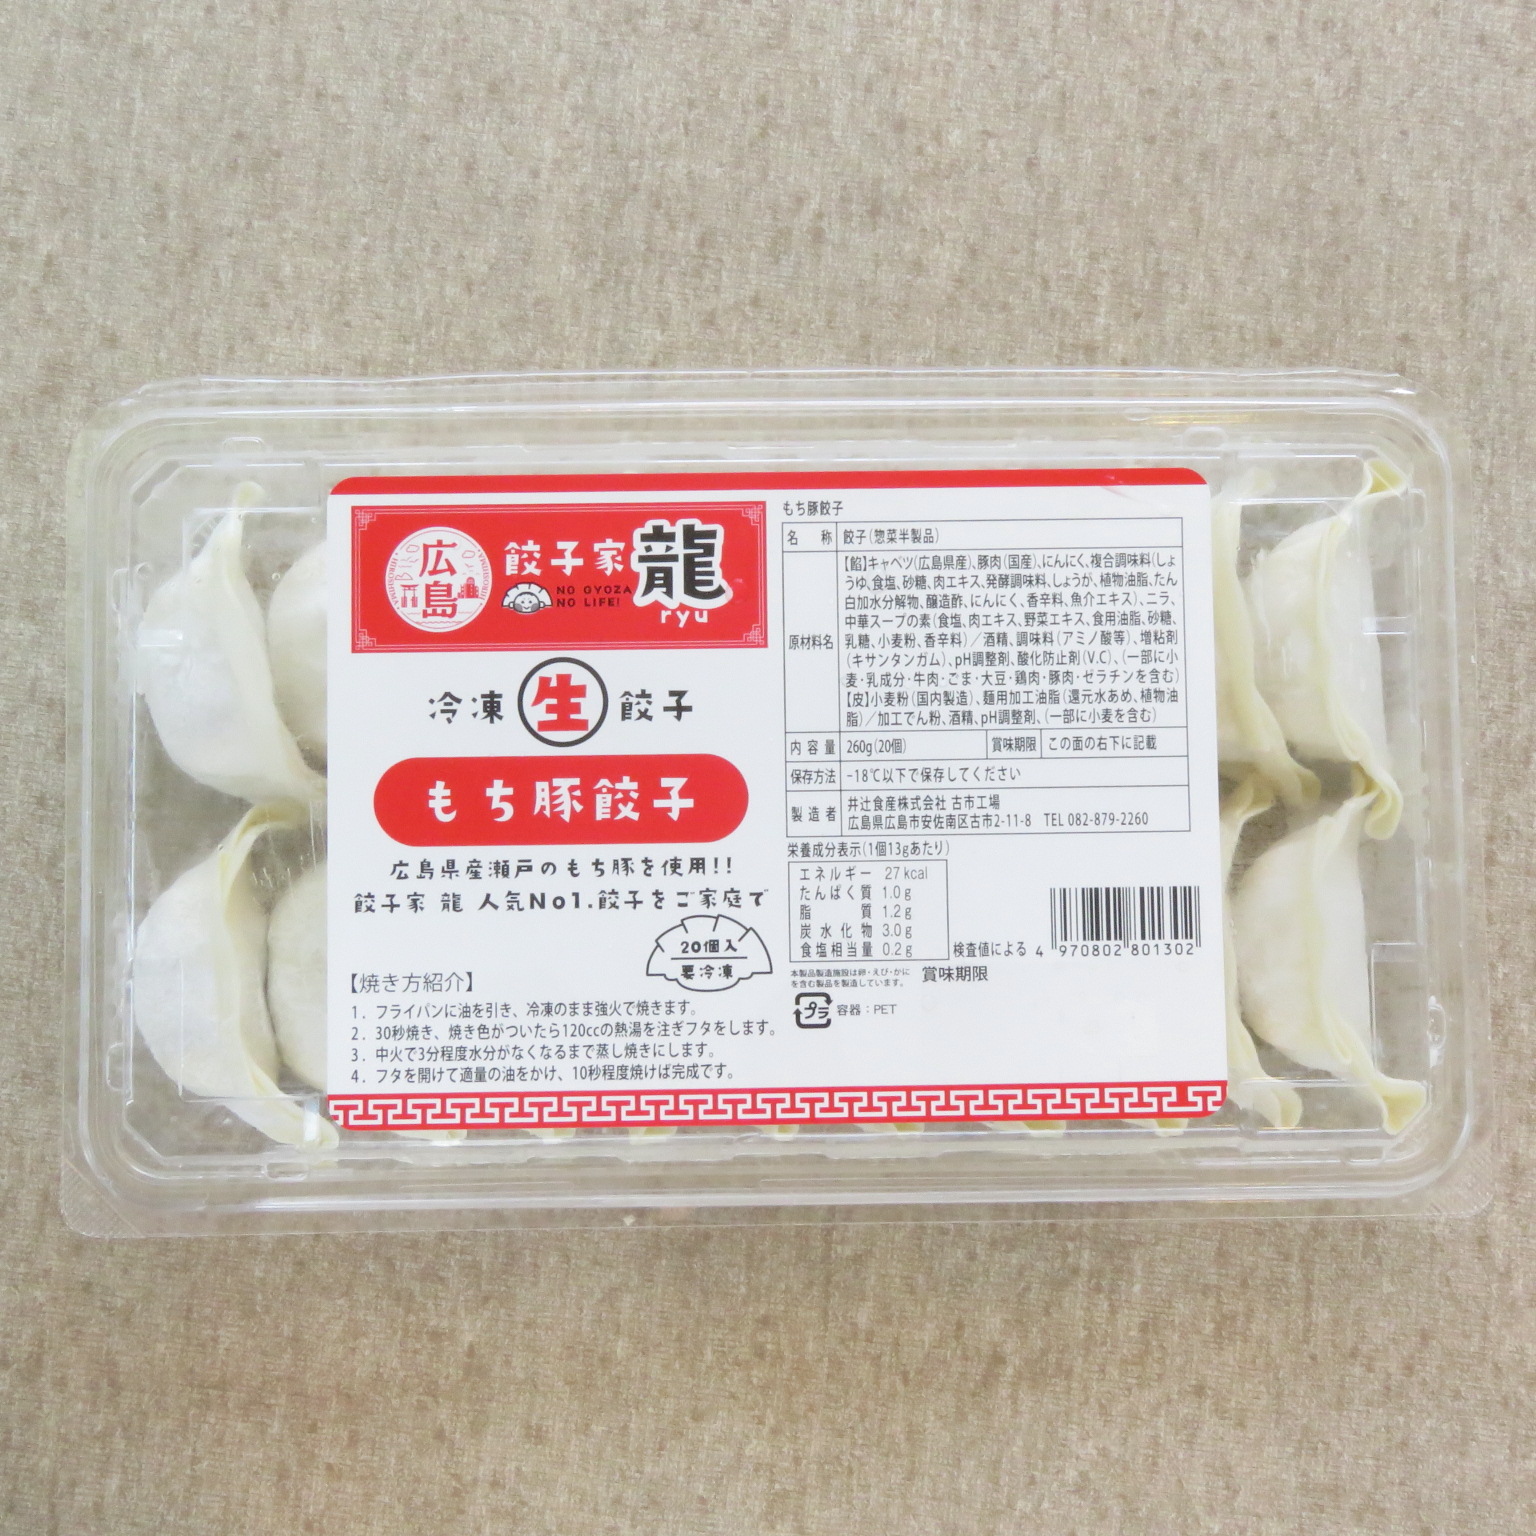 広島
餃子家 龍
NO GYOZA
NO LIFE!
ryu
冷凍 生 餃子
もち豚餃子
広島県産瀬戸のもち豚を使用!!
餃子家 龍 人気No1.餃子をご家庭で
20個入
要冷凍
【焼き方紹介】
1. フライパンに油を引き、冷凍のまま強火で焼きます。
2. 30秒焼き、焼き色がついたら120ccの熱湯を注ぎフタをします。
3. 中火で3分程度水分がなくなるまで蒸し焼きにします。
4. フタを開けて適量の油をかけ、10秒程度焼けば完成です。
もち豚餃子
名 称 餃子(惣菜半製品)
原材料名
【餡】キャベツ(広島県産)、豚肉(国産)、にんにく、複合調味料(しょ
うゆ、食塩、砂糖、肉エキス、発酵調味料、しょうが、植物油脂、たん
白加水分解物、醸造酢、にんにく、香辛料、魚介エキス)、ニラ、
中華スープの素(食塩、肉エキス、野菜エキス、食用油脂、砂糖、
乳糖、小麦粉、香辛料)／酒精、調味料(アミノ酸等)、増粘剤
(キサンタンガム)、pH調整剤、酸化防止剤(V.C)、(一部に小
麦・乳成分・牛肉・ごま・大豆・鶏肉・豚肉・ゼラチンを含む)
【皮】小麦粉(国内製造)、麺用加工油脂(還元水あめ、植物油
脂)／加工でん粉、酒精、pH調整剤、(一部に小麦を含む)
内容量 260g(20個) 賞味期限 この面の右下に記載
保存方法 -18℃以下で保存してください
製造者 井辻食産株式会社 古市工場
広島県広島市安佐南区古市2-11-8 TEL 082-879-2260
栄養成分表示(1個13gあたり)
エネルギー 27kcal
たんぱく質 1.0g
脂質 1.2g
炭水化物 3.0g
食塩相当量 0.2g
検査値による
4 970802 801302
本製品製造施設は卵・えび・かに
を含む製品を製造しています。
賞味期限
プラ 容器：PET